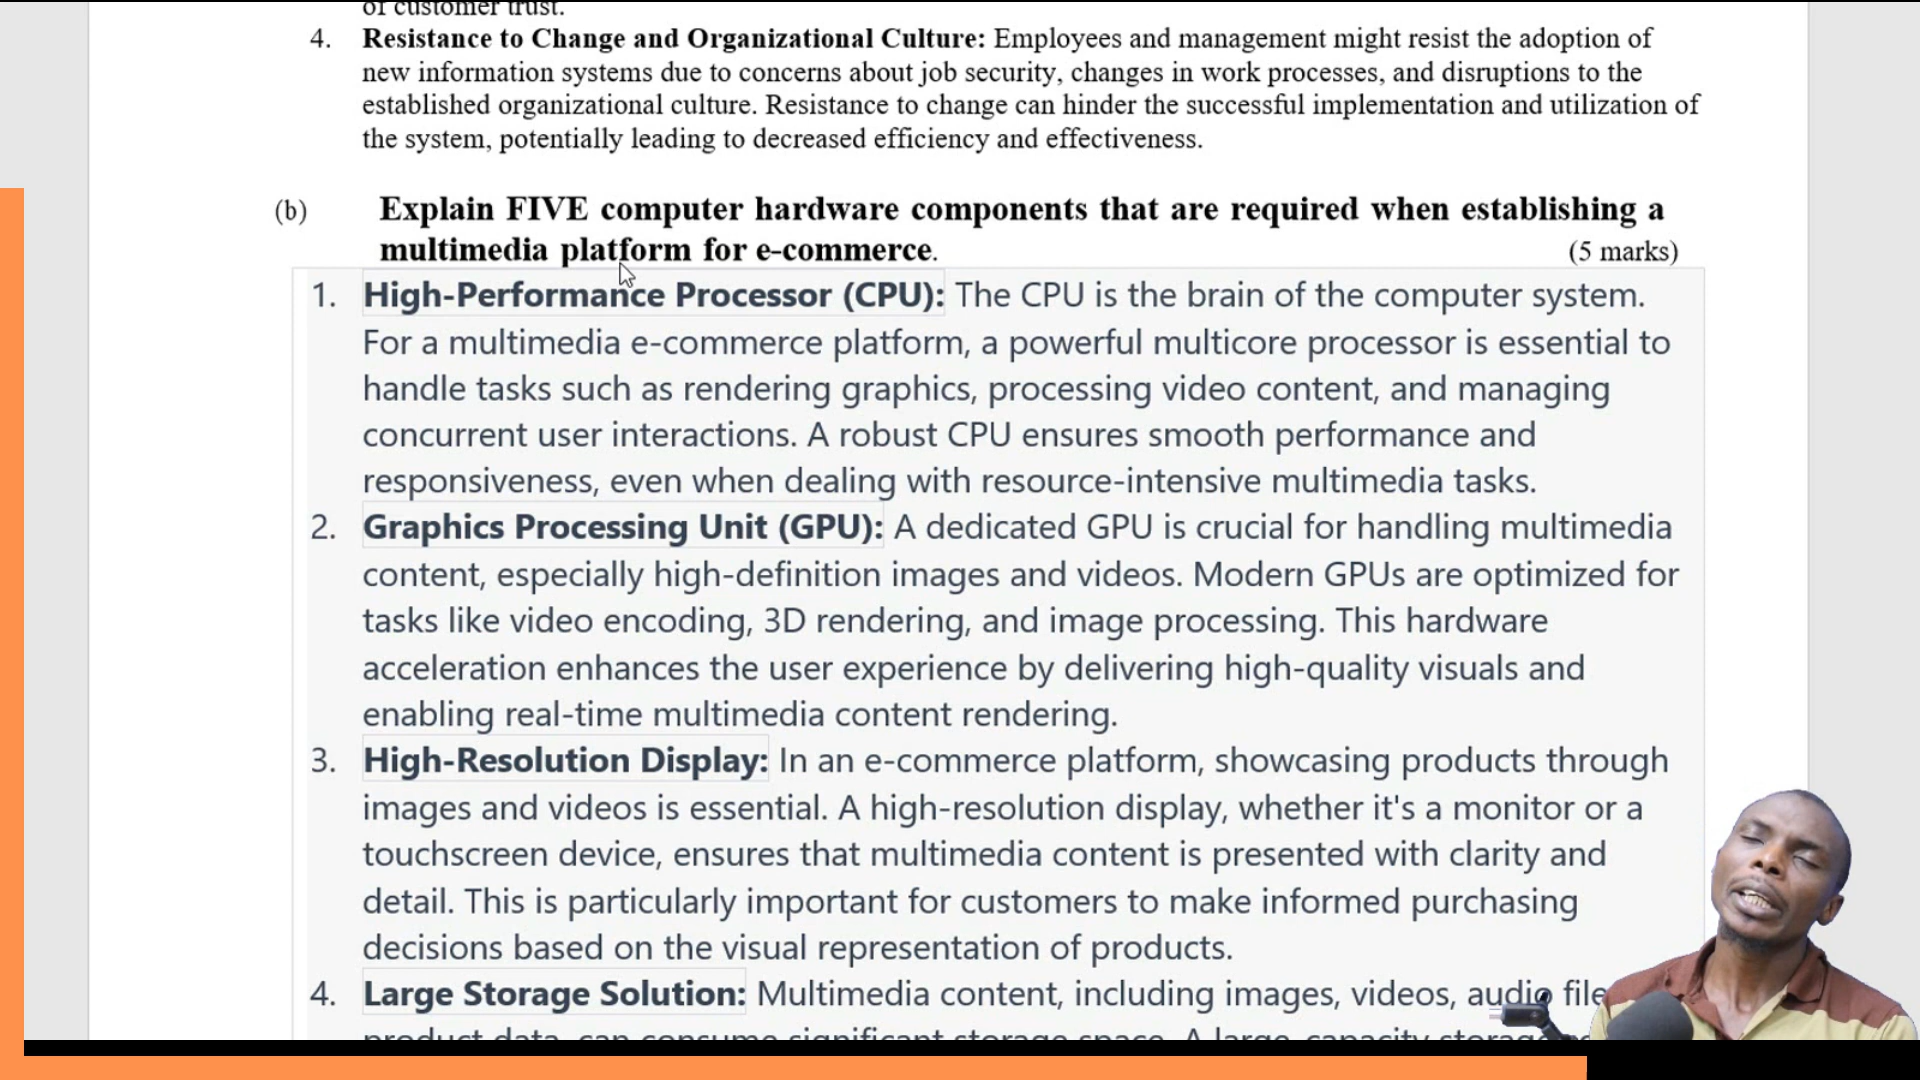 of customer trust.
4. Resistance to Change and Organizational Culture: Employees and management might resist the adoption of
new information systems due to concerns about job security, changes in work processes, and disruptions to the
established organizational culture. Resistance to change can hinder the successful implementation and utilization of
the system, potentially leading to decreased efficiency and effectiveness.
(b) Explain FIVE computer hardware components that are required when establishing a
multimedia platform for e-commerce. (5 marks)
1. High-Performance Processor (CPU): The CPU is the brain of the computer system.
For a multimedia e-commerce platform, a powerful multicore processor is essential to
handle tasks such as rendering graphics, processing video content, and managing
concurrent user interactions. A robust CPU ensures smooth performance and
responsiveness, even when dealing with resource-intensive multimedia tasks.
2. Graphics Processing Unit (GPU): A dedicated GPU is crucial for handling multimedia
content, especially high-definition images and videos. Modern GPUs are optimized for
tasks like video encoding, 3D rendering, and image processing. This hardware
acceleration enhances the user experience by delivering high-quality visuals and
enabling real-time multimedia content rendering.
3. High-Resolution Display: In an e-commerce platform, showcasing products through
images and videos is essential. A high-resolution display, whether it's a monitor or a
touchscreen device, ensures that multimedia content is presented with clarity and
detail. This is particularly important for customers to make informed purchasing
decisions based on the visual representation of products.
4. Large Storage Solution: Multimedia content, including images, videos, audio file
product data, can consume significant storage space. A large-capacity storage